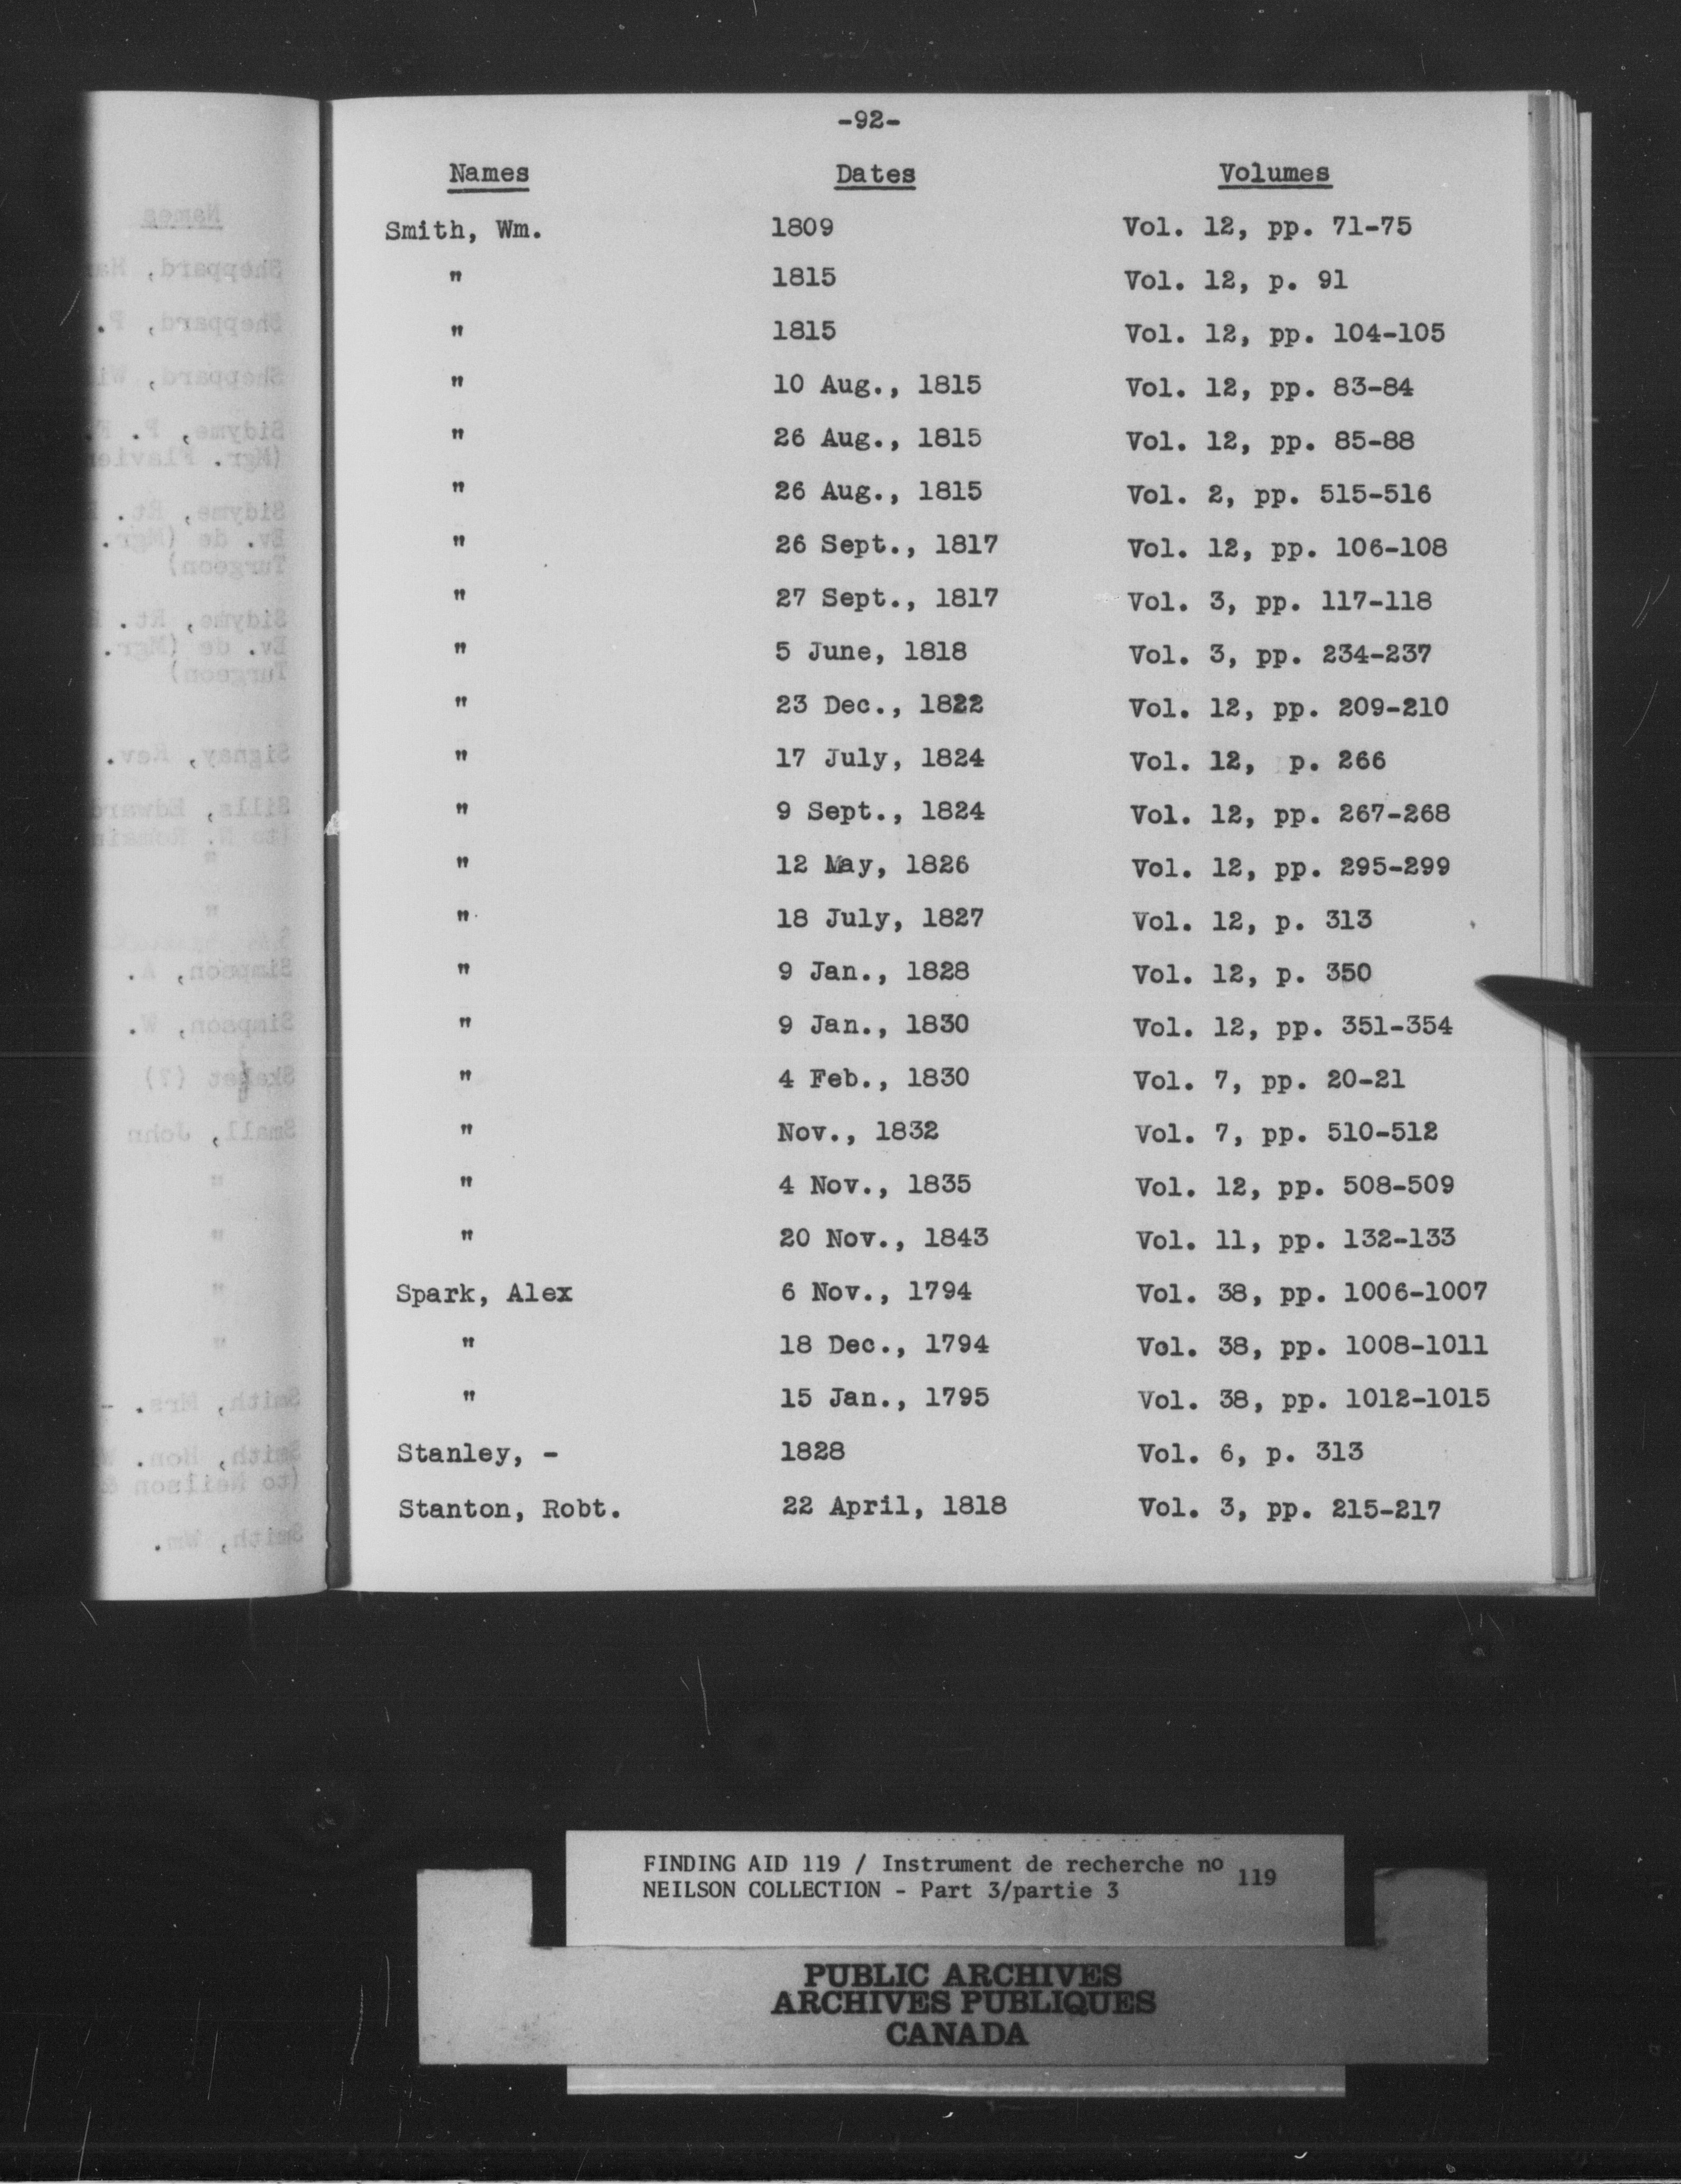 -92-
Names Dates Volumes
Smith, Wm. 1809 Vol. 12, pp. 71-75
" 1815 Vol. 12, p. 91
" 1815 Vol. 12, pp. 104-105
" 10 Aug., 1815 Vol. 12, pp. 83-84
" 26 Aug., 1815 Vol. 12, pp. 85-88
" 26 Aug., 1815 Vol. 2, pp. 515-516
" 26 Sept., 1817 Vol. 12, pp. 106-108
" 27 Sept., 1817 Vol. 3, pp. 117-118
" 5 June, 1818 Vol. 3, pp. 234-237
" 23 Dec., 1822 Vol. 12, pp. 209-210
" 17 July, 1824 Vol. 12, p. 266
" 9 Sept., 1824 Vol. 12, pp. 267-268
" 12 May, 1826 Vol. 12, pp. 295-299
" 18 July, 1827 Vol. 12, p. 313
" 9 Jan., 1828 Vol. 12, p. 350
" 9 Jan., 1830 Vol. 12, pp. 351-354
" 4 Feb., 1830 Vol. 7, pp. 20-21
" Nov., 1832 Vol. 7, pp. 510-512
" 4 Nov., 1835 Vol. 12, pp. 508-509
" 20 Nov., 1843 Vol. 11, pp. 132-133
Spark, Alex 6 Nov., 1794 Vol. 38, pp. 1006-1007
" 18 Dec., 1794 Vol. 38, pp. 1008-1011
" 15 Jan., 1795 Vol. 38, pp. 1012-1015
Stanley, - 1828 Vol. 6, p. 313
Stanton, Robt. 22 April, 1818 Vol. 3, pp. 215-217
FINDING AID 119 / Instrument de recherche no 119
NEILSON COLLECTION - Part 3/partie 3
PUBLIC ARCHIVES
ARCHIVES PUBLIQUES
CANADA